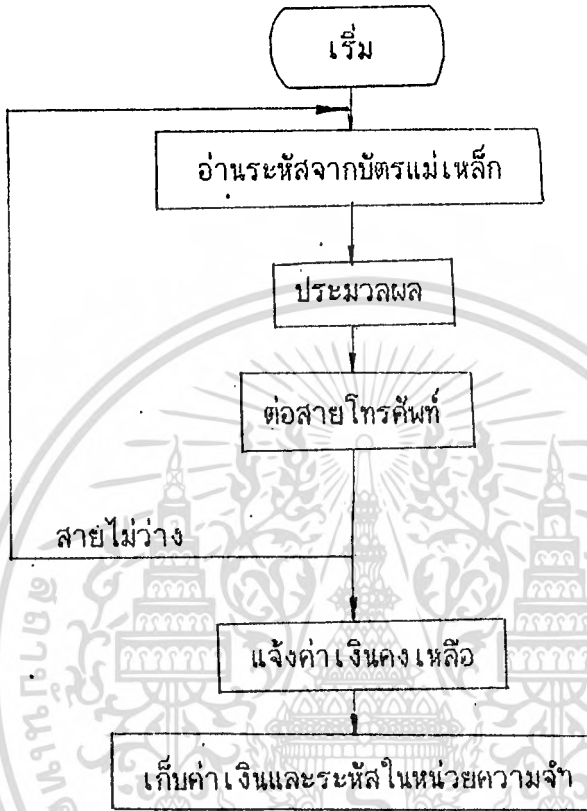 เริ่ม
อ่านระหัสจากบัตรแม่เหล็ก
ประมวลผล
ต่อสายโทรศัพท์
สายไม่ว่าง
แจ้งค่าเงินคงเหลือ
เก็บค่าเงินและระหัสในหน่วยความจำ